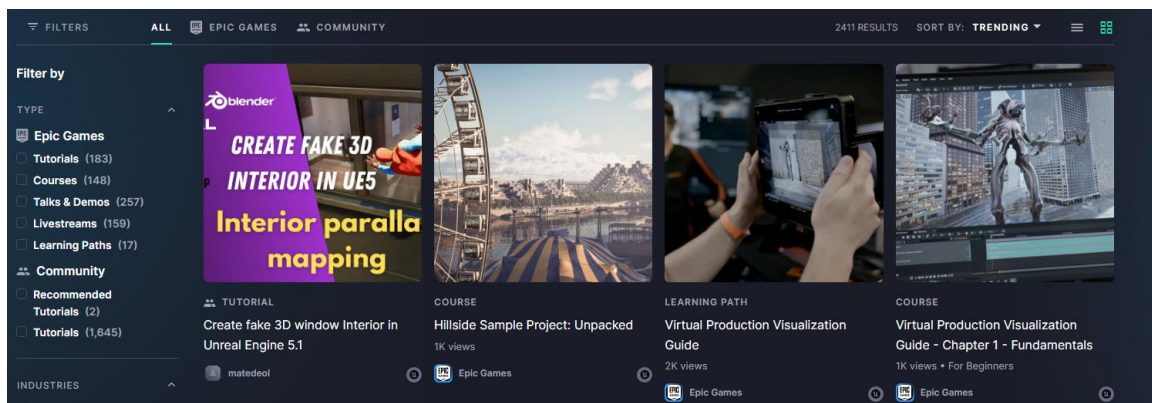 FILTERS
ALL
EPIC GAMES
COMMUNITY
2411 RESULTS
SORT BY: TRENDING
Filter by
TYPE
Epic Games
Tutorials (183)
Courses (148)
Talks & Demos (257)
Livestreams (159)
Learning Paths (17)
Community
Recommended
Tutorials (2)
Tutorials (1,645)
INDUSTRIES
blender
L
CREATE FAKE 3D
INTERIOR IN UE5
Interior paralla
mapping
TUTORIAL
Create fake 3D window Interior in
Unreal Engine 5.1
matedeol
COURSE
Hillside Sample Project: Unpacked
1K views
Epic Games
LEARNING PATH
Virtual Production Visualization
Guide
2K views
Epic Games
COURSE
Virtual Production Visualization
Guide - Chapter 1 - Fundamentals
1K views • For Beginners
Epic Games